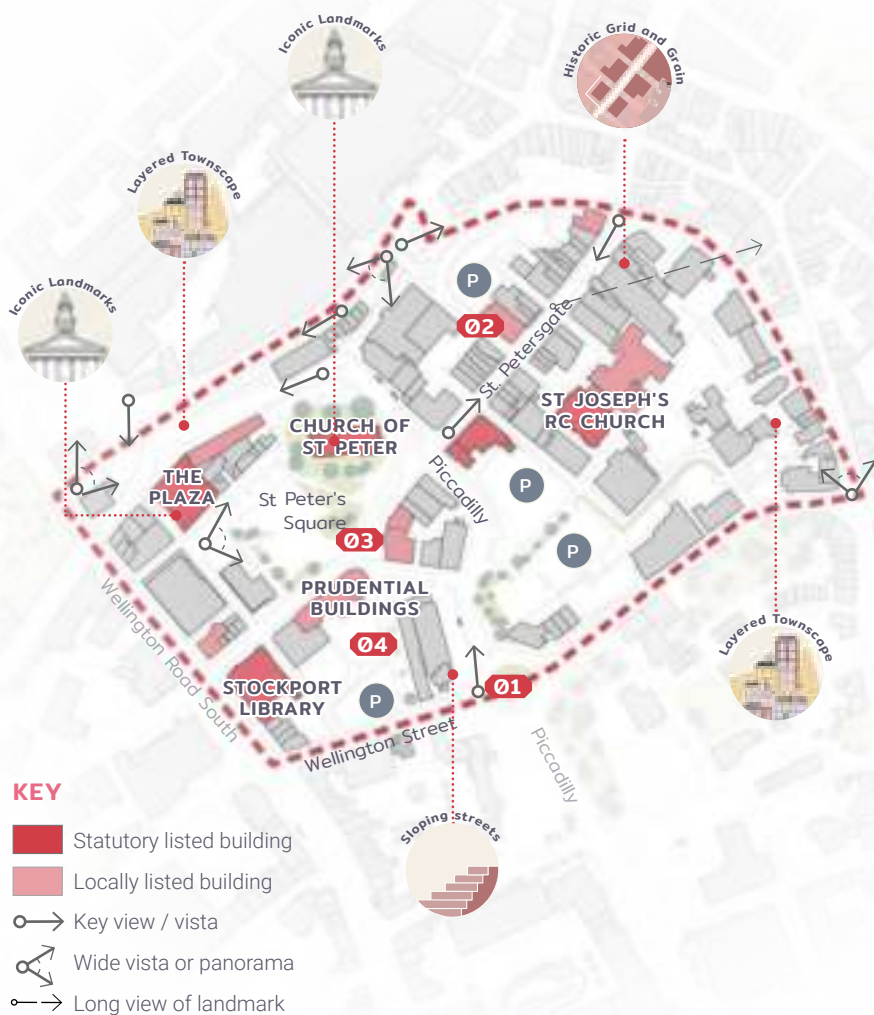 Iconic Landmarks
Historic Grid and Grain
Layered Townscape
Iconic Landmarks
P
02
St. Petersgate
ST JOSEPH'S
RC CHURCH
CHURCH OF
ST PETER
THE
PLAZA
Piccadilly
P
St Peter's
Square
03
P
PRUDENTIAL
BUILDINGS
Wellington Road South
04
Layered Townscape
STOCKPORT
LIBRARY
P
01
Wellington Street
Piccadilly
KEY
Statutory listed building
Locally listed building
Key view / vista
Wide vista or panorama
Long view of landmark
Sloping streets